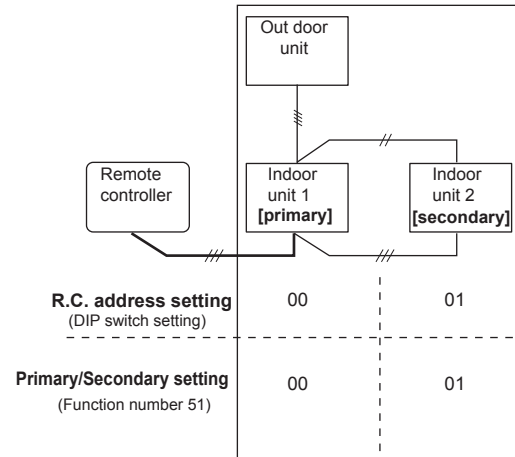 Out door
unit
Remote
controller
Indoor
unit 1
[primary]
Indoor
unit 2
[secondary]
R.C. address setting
(DIP switch setting)
00
01
Primary/Secondary setting
(Function number 51)
00
01